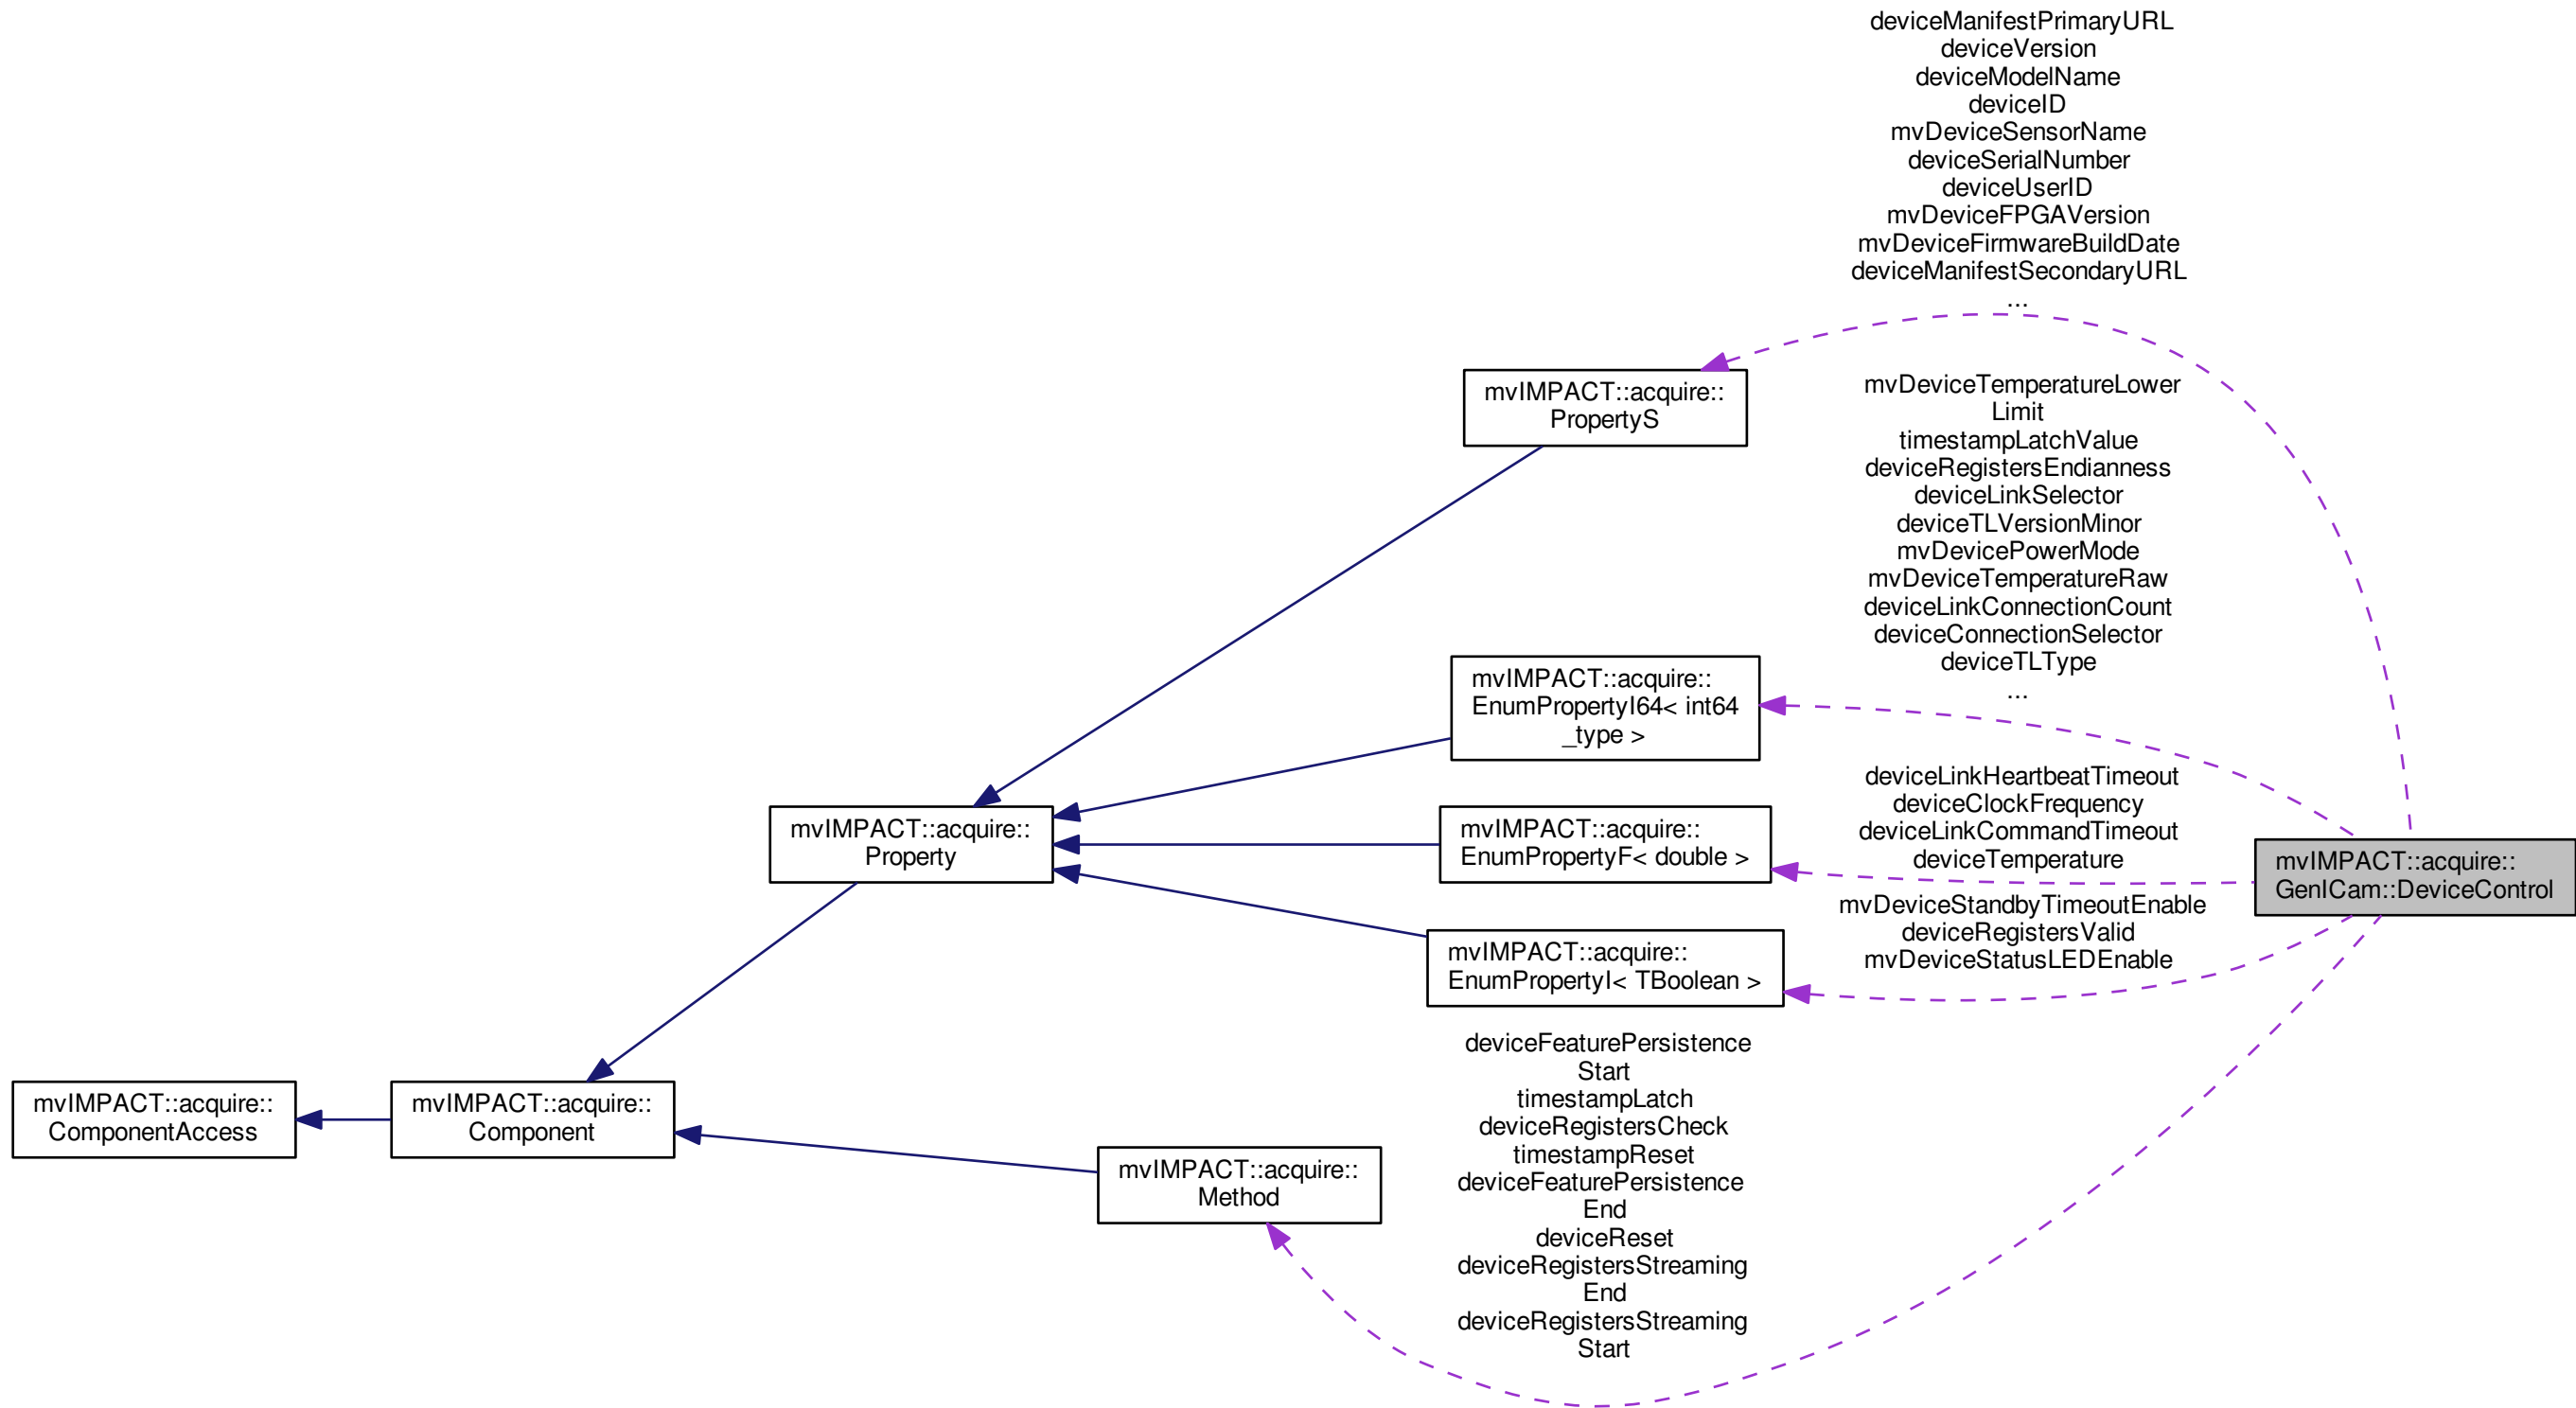 deviceManifestPrimaryURL
deviceVersion
deviceModelName
deviceID
mvDeviceSensorName
deviceSerialNumber
deviceUserID
mvDeviceFPGAVersion
mvDeviceFirmwareBuildDate
deviceManifestSecondaryURL
...
mvIMPACT::acquire::
PropertyS
mvDeviceTemperatureLower
Limit
timestampLatchValue
deviceRegistersEndianness
deviceLinkSelector
deviceTLVersionMinor
mvDevicePowerMode
mvDeviceTemperatureRaw
deviceLinkConnectionCount
deviceConnectionSelector
deviceTLType
...
mvIMPACT::acquire::
EnumPropertyI64< int64
_type >
deviceLinkHeartbeatTimeout
deviceClockFrequency
deviceLinkCommandTimeout
deviceTemperature
mvIMPACT::acquire::
Property
mvIMPACT::acquire::
EnumPropertyF< double >
mvIMPACT::acquire::
GenICam::DeviceControl
mvDeviceStandbyTimeoutEnable
deviceRegistersValid
mvDeviceStatusLEDEnable
mvIMPACT::acquire::
EnumPropertyI< TBoolean >
mvIMPACT::acquire::
ComponentAccess
mvIMPACT::acquire::
Component
mvIMPACT::acquire::
Method
deviceFeaturePersistence
Start
timestampLatch
deviceRegistersCheck
timestampReset
deviceFeaturePersistence
End
deviceReset
deviceRegistersStreaming
End
deviceRegistersStreaming
Start